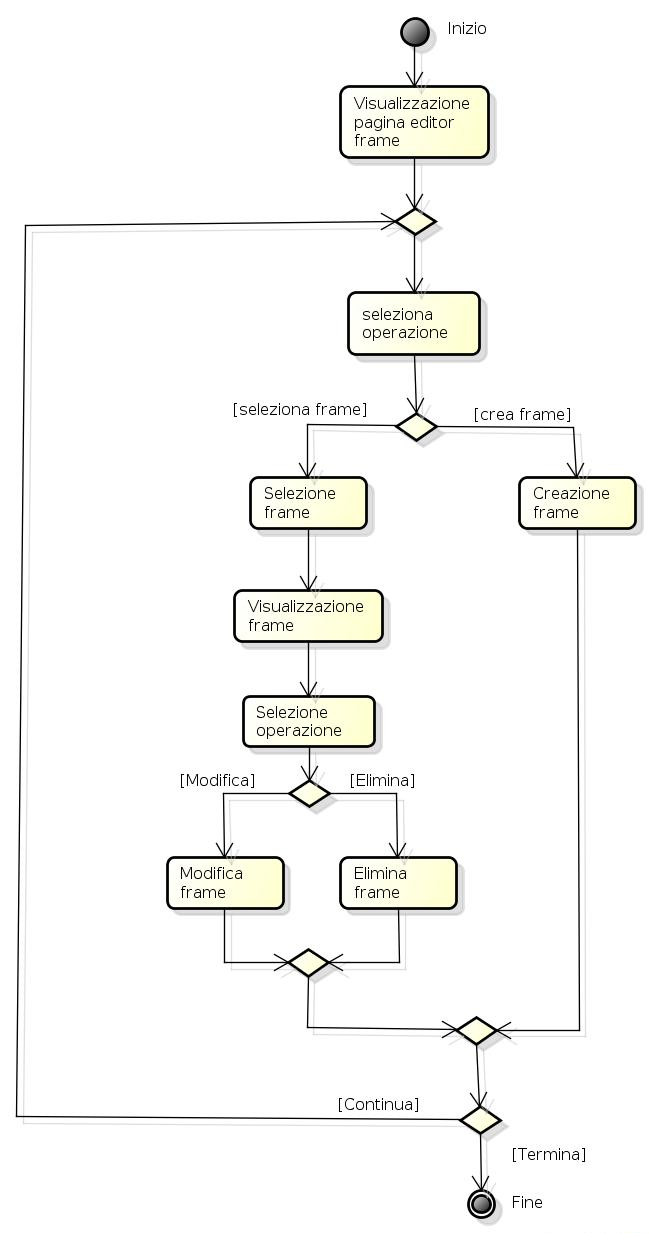 Inizio
Visualizzazione
pagina editor
frame
seleziona
operazione
[seleziona frame]
[crea frame]
Selezione
frame
Creazione
frame
Visualizzazione
frame
Selezione
operazione
[Modifica]
[Elimina]
Modifica
frame
Elimina
frame
[Continua]
[Termina]
Fine